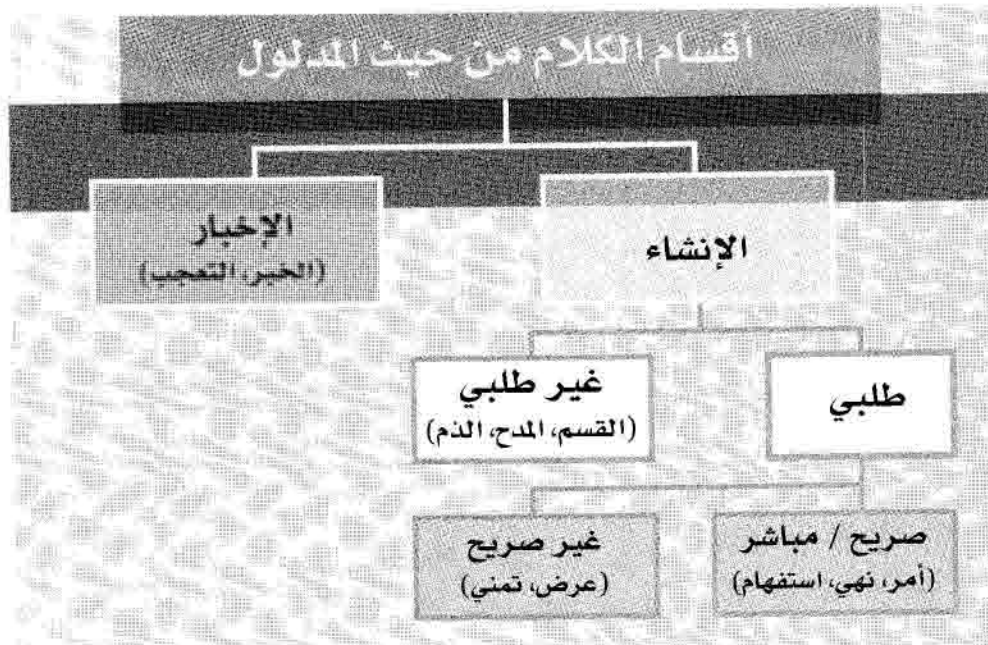 أقسام الكلام من حيث المدلول
الإنشاء
الإخبار
(الخبر، التعجب)
طلبي
غير طلبي
(القسم، المدح، الذم)
صريح / مباشر
(أمر، نهي، استفهام)
غير صريح
(عرض، تمني)